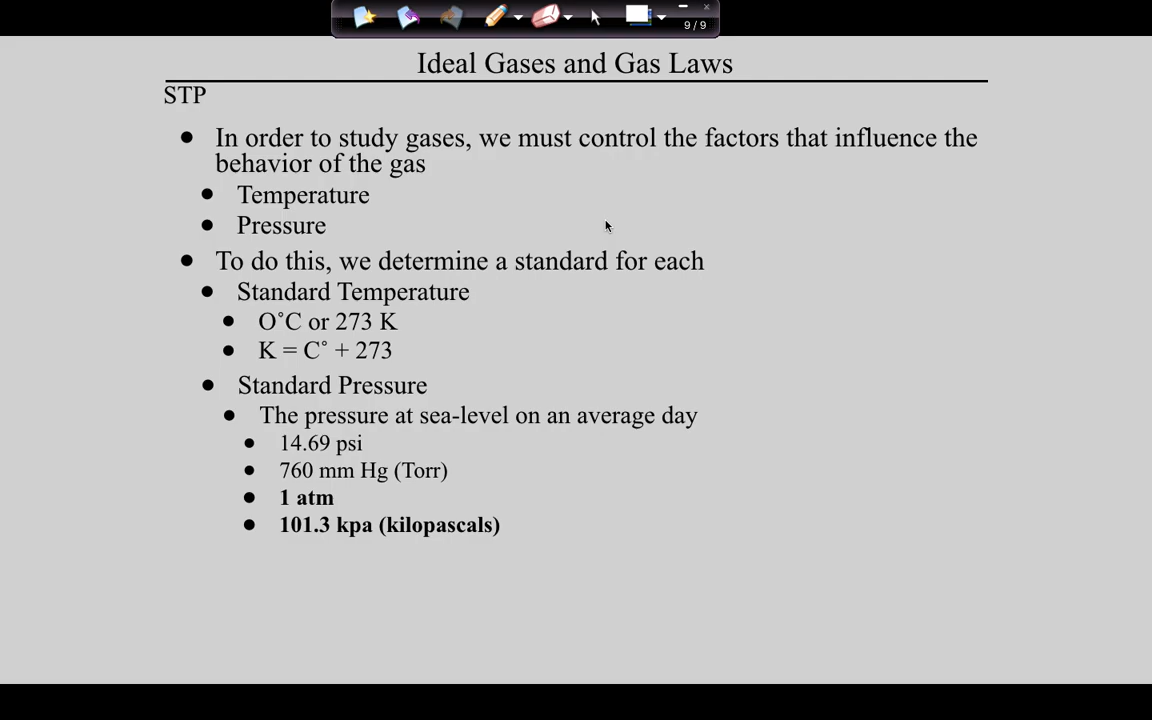 9 / 9
Ideal Gases and Gas Laws
STP
● In order to study gases, we must control the factors that influence the
behavior of the gas
● Temperature
● Pressure
● To do this, we determine a standard for each
● Standard Temperature
● O˚C or 273 K
● K = C˚ + 273
● Standard Pressure
● The pressure at sea-level on an average day
● 14.69 psi
● 760 mm Hg (Torr)
● 1 atm
● 101.3 kpa (kilopascals)